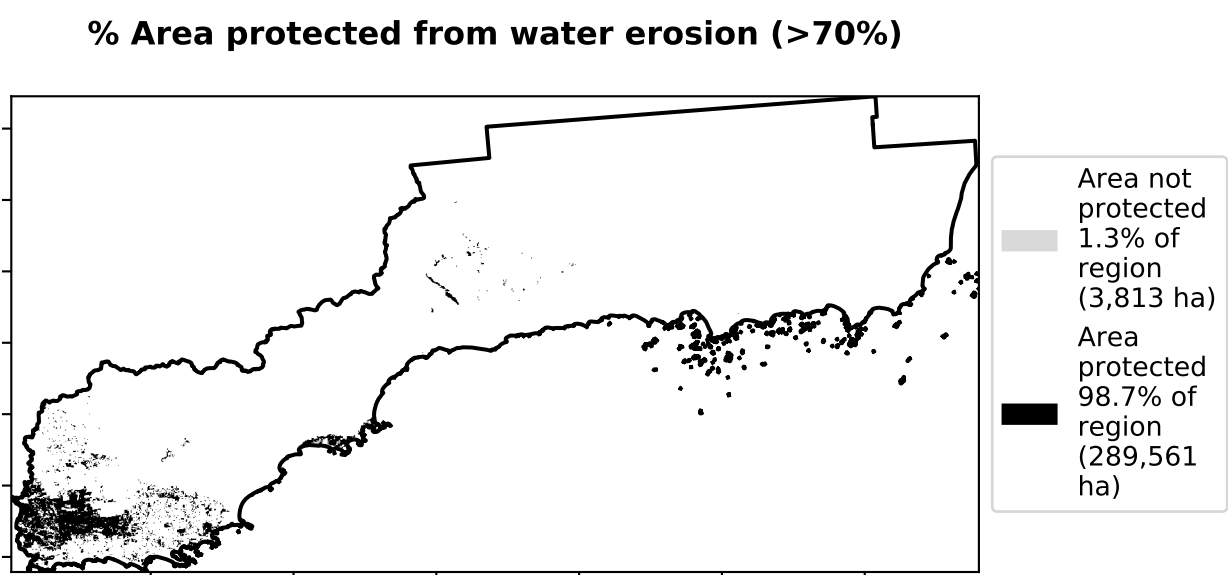 % Area protected from water erosion (>70%)
Area not
protected
1.3% of
region
(3,813 ha)
Area
protected
98.7% of
region
(289,561
ha)